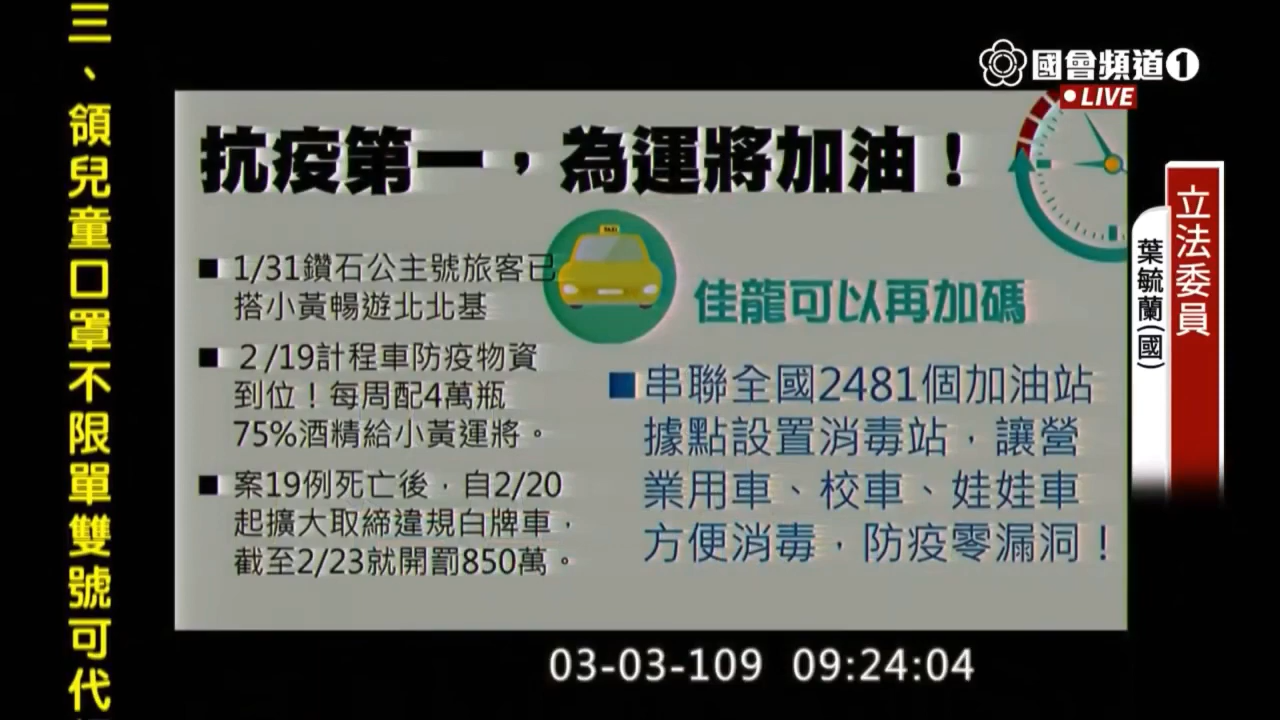 三、領兒童口罩不限單雙號可代
國會頻道1
LIVE
抗疫第一，為運將加油！
■ 1/31鑽石公主號旅客已
搭小黃暢遊北北基
■ 2/19計程車防疫物資
到位！每周配4萬瓶
75%酒精給小黃運將。
■ 案19例死亡後，自2/20
起擴大取締違規白牌車，
截至2/23就開罰850萬。
TAXI
佳龍可以再加碼
■串聯全國2481個加油站
據點設置消毒站，讓營
業用車、校車、娃娃車
方便消毒，防疫零漏洞！
立法委員
葉毓蘭(國)
03-03-109 09:24:04